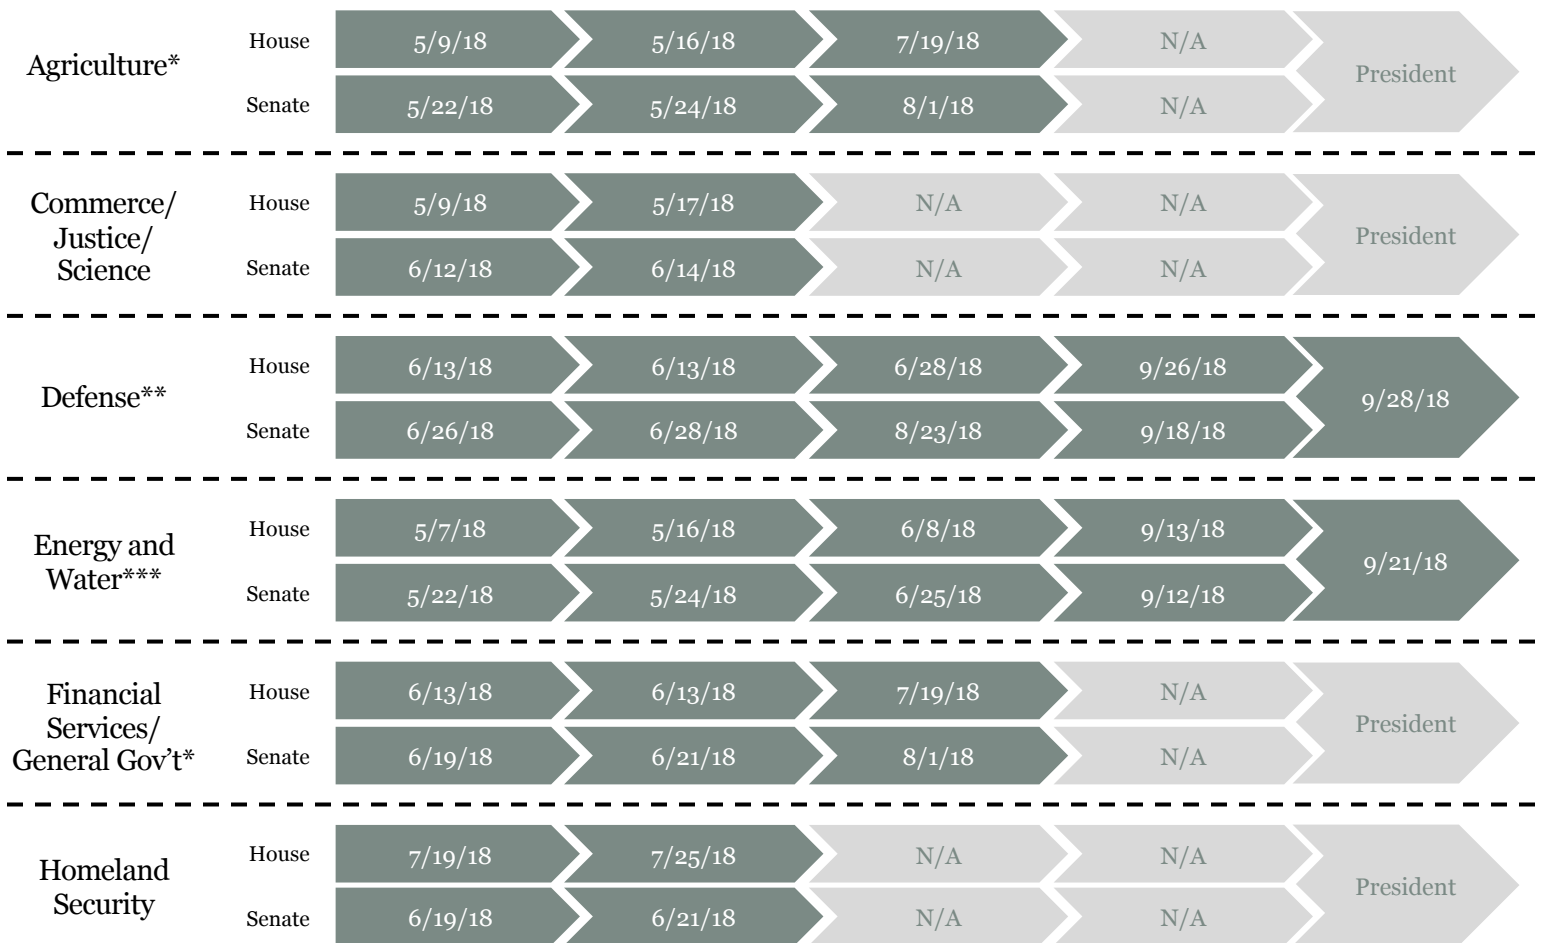 House 5/9/18 5/16/18 7/19/18 N/A
Agriculture* President
Senate 5/22/18 5/24/18 8/1/18 N/A
Commerce/ House 5/9/18 5/17/18 N/A N/A
Justice/ President
Science Senate 6/12/18 6/14/18 N/A N/A
House 6/13/18 6/13/18 6/28/18 9/26/18
Defense** 9/28/18
Senate 6/26/18 6/28/18 8/23/18 9/18/18
House 5/7/18 5/16/18 6/8/18 9/13/18
Energy and
Water*** 9/21/18
Senate 5/22/18 5/24/18 6/25/18 9/12/18
Financial House 6/13/18 6/13/18 7/19/18 N/A
Services/ President
General Gov’t* Senate 6/19/18 6/21/18 8/1/18 N/A
House 7/19/18 7/25/18 N/A N/A
Homeland
Security President
Senate 6/19/18 6/21/18 N/A N/A